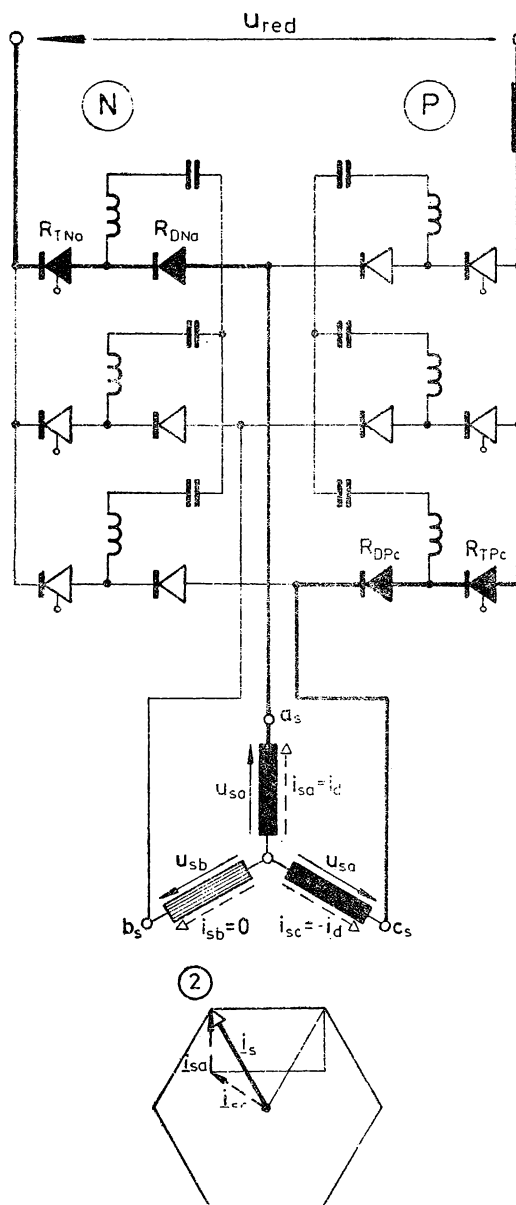 u_red
N P
R_TNa R_DNa
R_DPc R_TPc
a_s
u_sa i_sa=i_d
u_sb u_sa
b_s i_sb=0 i_sc=-i_d c_s
2
i_s
i_sa
i_sc